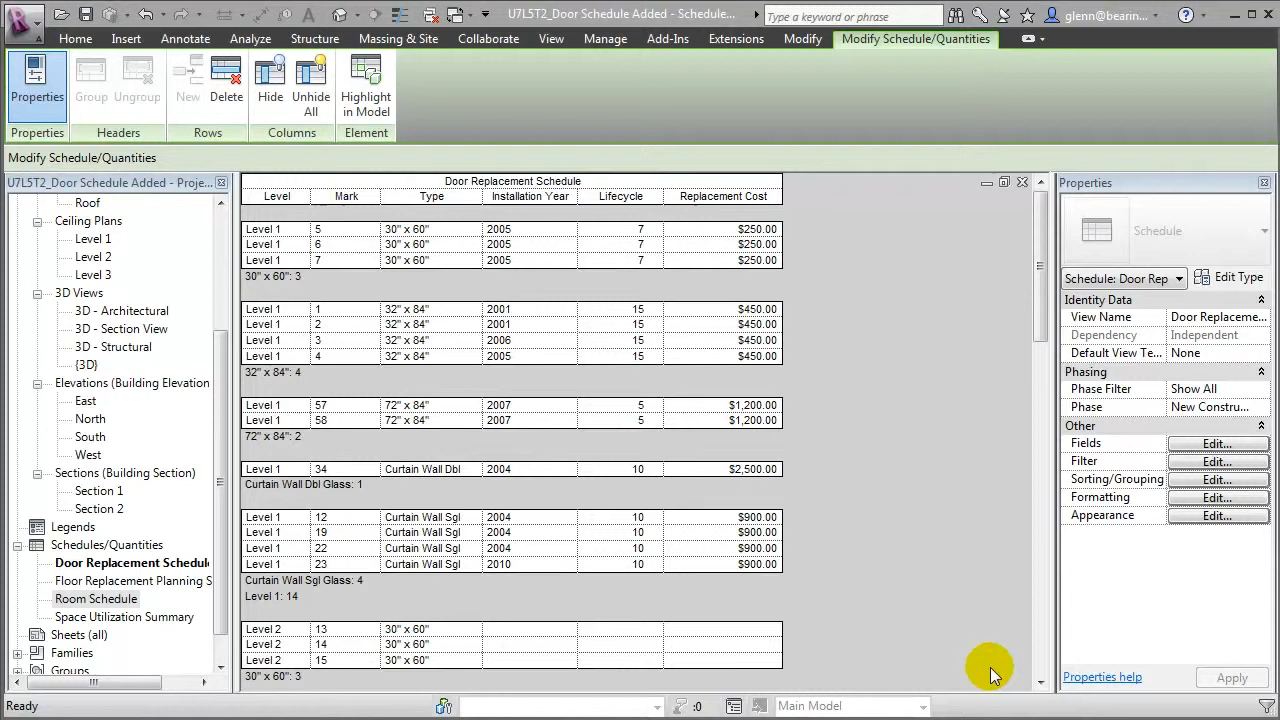 U7L5T2_Door Schedule Added - Schedule...
Type a keyword or phrase
glenn@bearin...
Home Insert Annotate Analyze Structure Massing & Site Collaborate View Manage Add-Ins Extensions Modify Modify Schedule/Quantities
Properties Group Ungroup New Delete Hide Unhide All Highlight in Model
Properties Headers Rows Columns Element
Modify Schedule/Quantities
U7L5T2_Door Schedule Added - Proje...
Roof
Ceiling Plans
Level 1
Level 2
Level 3
3D Views
3D - Architectural
3D - Section View
3D - Structural
{3D}
Elevations (Building Elevation
East
North
South
West
Sections (Building Section)
Section 1
Section 2
Legends
Schedules/Quantities
Door Replacement Schedule
Floor Replacement Planning S
Room Schedule
Space Utilization Summary
Sheets (all)
Families
Groups
Door Replacement Schedule
Level Mark Type Installation Year Lifecycle Replacement Cost
Level 1 5 30" x 60" 2005 7 $250.00
Level 1 6 30" x 60" 2005 7 $250.00
Level 1 7 30" x 60" 2005 7 $250.00
30" x 60": 3
Level 1 1 32" x 84" 2001 15 $450.00
Level 1 2 32" x 84" 2001 15 $450.00
Level 1 3 32" x 84" 2006 15 $450.00
Level 1 4 32" x 84" 2005 15 $450.00
32" x 84": 4
Level 1 57 72" x 84" 2007 5 $1,200.00
Level 1 58 72" x 84" 2007 5 $1,200.00
72" x 84": 2
Level 1 34 Curtain Wall Dbl 2004 10 $2,500.00
Curtain Wall Dbl Glass: 1
Level 1 12 Curtain Wall Sgl 2004 10 $900.00
Level 1 19 Curtain Wall Sgl 2004 10 $900.00
Level 1 22 Curtain Wall Sgl 2004 10 $900.00
Level 1 23 Curtain Wall Sgl 2010 10 $900.00
Curtain Wall Sgl Glass: 4
Level 1: 14
Level 2 13 30" x 60"
Level 2 14 30" x 60"
Level 2 15 30" x 60"
30" x 60": 3
Properties
Schedule
Schedule: Door Rep Edit Type
Identity Data
View Name Door Replaceme...
Dependency Independent
Default View Te... None
Phasing
Phase Filter Show All
Phase New Constru...
Other
Fields Edit...
Filter Edit...
Sorting/Grouping Edit...
Formatting Edit...
Appearance Edit...
Properties help Apply
Ready :0 Main Model